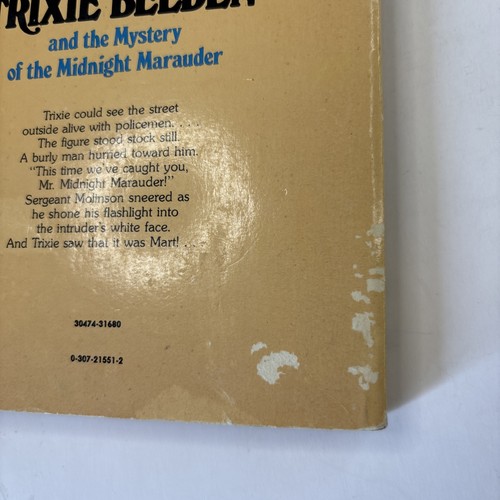 TRIXIE BELDEN
and the Mystery
of the Midnight Marauder
Trixie could see the street
outside alive with policemen. . . .
The figure stood stock still.
A burly man hurried toward him.
"This time we've caught you,
Mr. Midnight Marauder!"
Sergeant Molinson sneered as
he shone his flashlight into
the intruder's white face.
And Trixie saw that it was Mart! . . .
30474-31680
0-307-21551-2